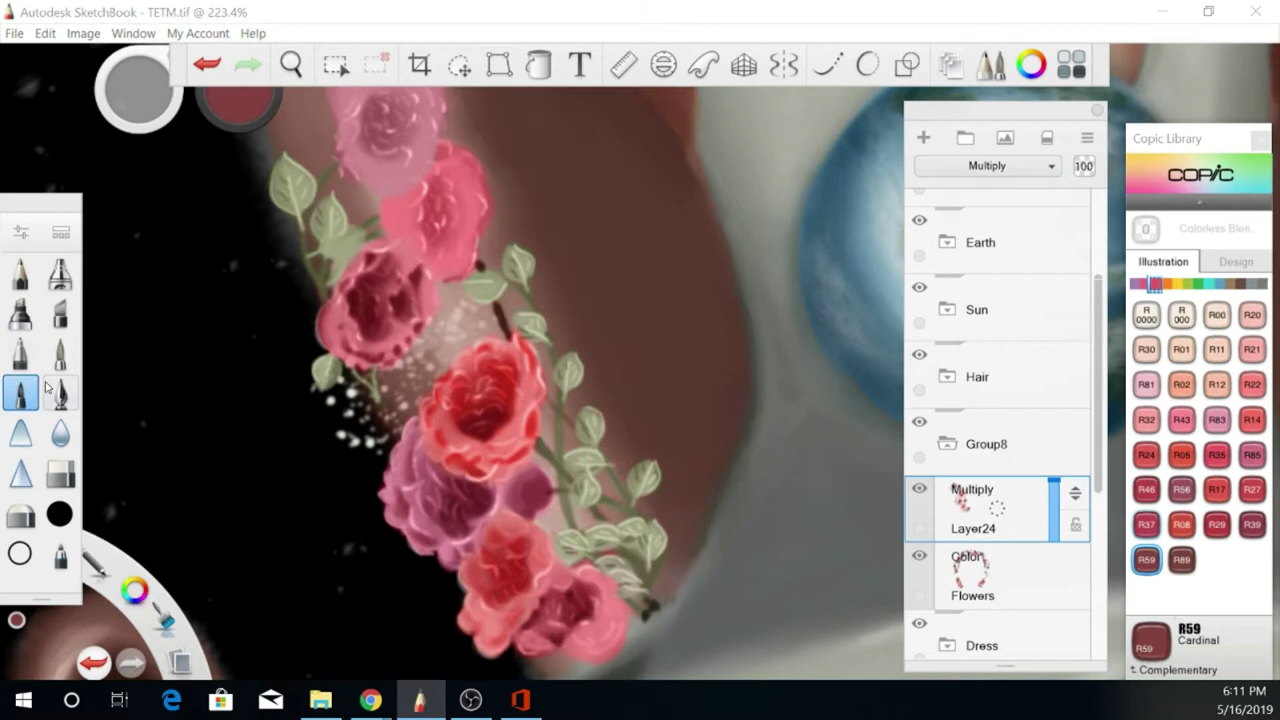 Autodesk SketchBook - TETM.tif @ 223.4%
File Edit Image Window My Account Help
T
Multiply 100
Earth
Sun
Hair
Group8
Multiply
Layer24
Color
Flowers
Dress
Copic Library
COPIC
0 Colorless Blen...
Illustration Design
R 0000 R 000 R00 R20
R30 R01 R11 R21
R81 R02 R12 R22
R32 R43 R83 R14
R24 R05 R35 R85
R46 R56 R17 R27
R37 R08 R29 R39
R59 R89
R59
R59
Cardinal
Complementary
6:11 PM
5/16/2019